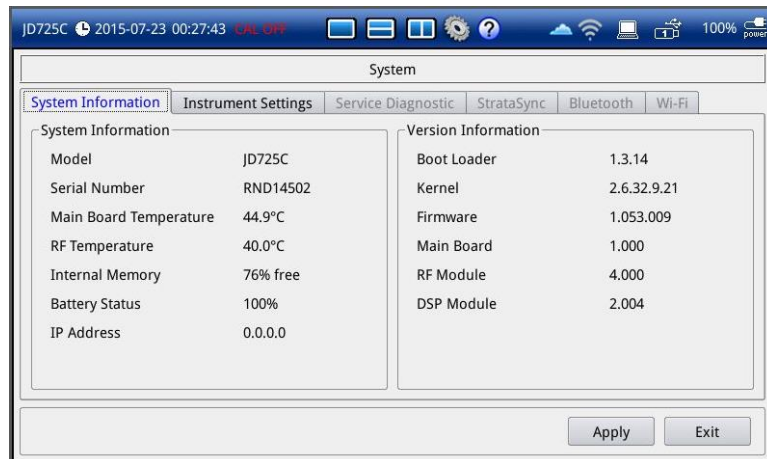 JD725C 2015-07-23 00:27:43 CAL OFF ? 1 100% power
System
System Information Instrument Settings Service Diagnostic StrataSync Bluetooth Wi-Fi
System Information Version Information
Model JD725C Boot Loader 1.3.14
Serial Number RND14502 Kernel 2.6.32.9.21
Main Board Temperature 44.9°C Firmware 1.053.009
RF Temperature 40.0°C Main Board 1.000
Internal Memory 76% free RF Module 4.000
Battery Status 100% DSP Module 2.004
IP Address 0.0.0.0
Apply Exit